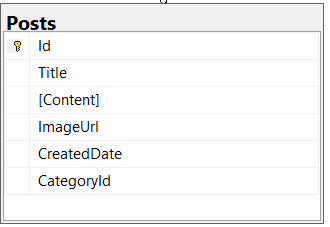 Posts
Id
Title
[Content]
ImageUrl
CreatedDate
CategoryId